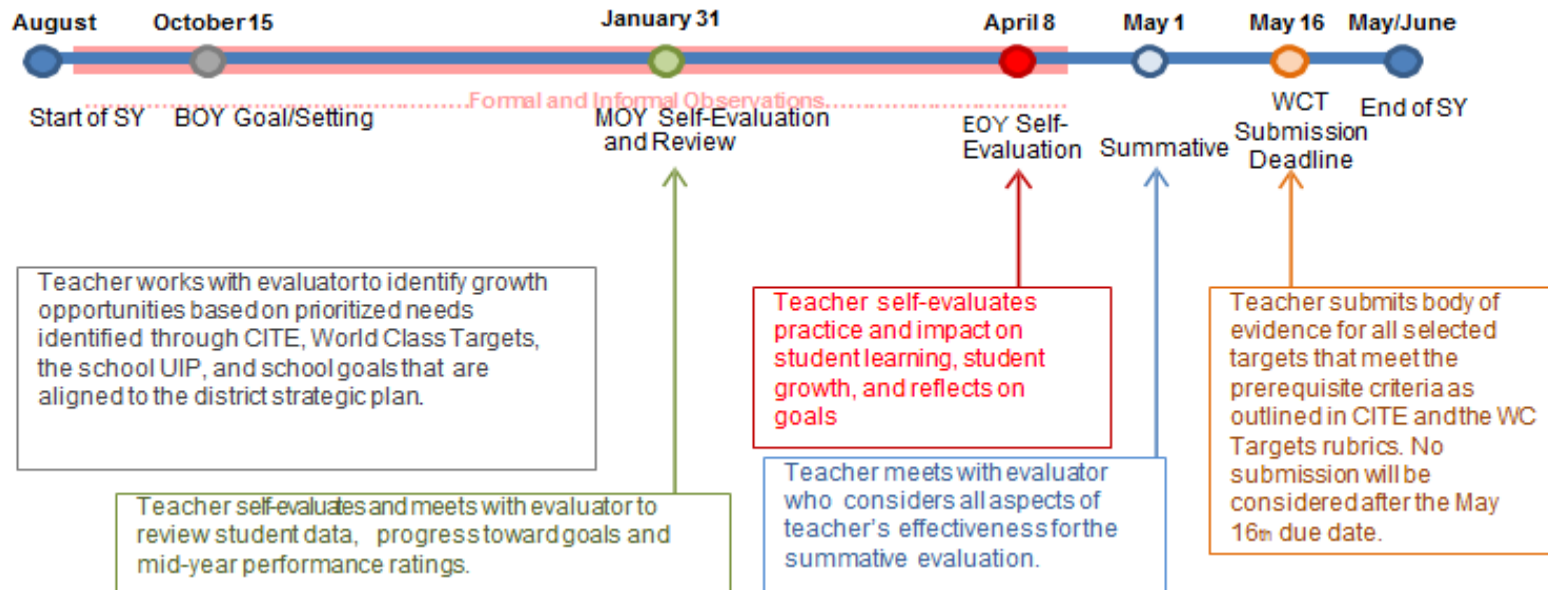 August
October 15
January 31
April 8
May 1
May 16
May/June
Formal and Informal Observations
Start of SY
BOY Goal/Setting
MOY Self-Evaluation
and Review
EOY Self-
Evaluation
Summative
WCT
Submission
Deadline
End of SY
Teacher works with evaluator to identify growth
opportunities based on prioritized needs
identified through CITE, World Class Targets,
the school UIP, and school goals that are
aligned to the district strategic plan.
Teacher self-evaluates and meets with evaluator to
review student data, progress toward goals and
mid-year performance ratings.
Teacher self-evaluates
practice and impact on
student learning, student
growth, and reflects on
goals
Teacher meets with evaluator
who considers all aspects of
teacher's effectiveness for the
summative evaluation.
Teacher submits body of
evidence for all selected
targets that meet the
prerequisite criteria as
outlined in CITE and the WC
Targets rubrics. No
submission will be
considered after the May
16th due date.